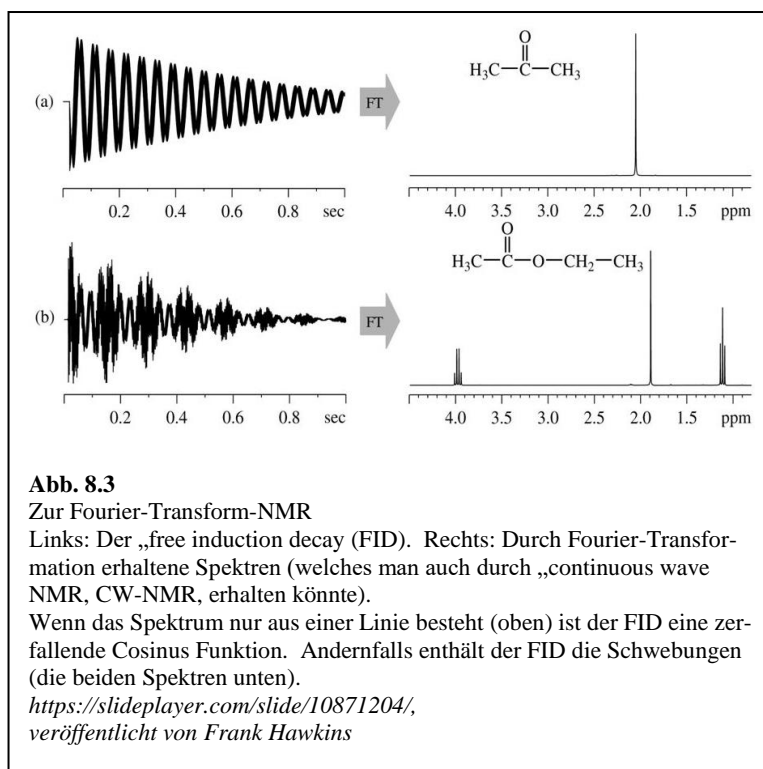 O
H₃C—C—CH₃
(a)
FT
0.2 0.4 0.6 0.8 sec
4.0 3.5 3.0 2.5 2.0 1.5 ppm
O
H₃C—C—O—CH₂—CH₃
(b)
FT
0.2 0.4 0.6 0.8 sec
4.0 3.5 3.0 2.5 2.0 1.5 ppm
Abb. 8.3
Zur Fourier-Transform-NMR
Links: Der „free induction decay (FID). Rechts: Durch Fourier-Transfor-
mation erhaltene Spektren (welches man auch durch „continuous wave
NMR, CW-NMR, erhalten könnte).
Wenn das Spektrum nur aus einer Linie besteht (oben) ist der FID eine zer-
fallende Cosinus Funktion. Andernfalls enthält der FID die Schwebungen
(die beiden Spektren unten).
https://slideplayer.com/slide/10871204/,
veröffentlicht von Frank Hawkins